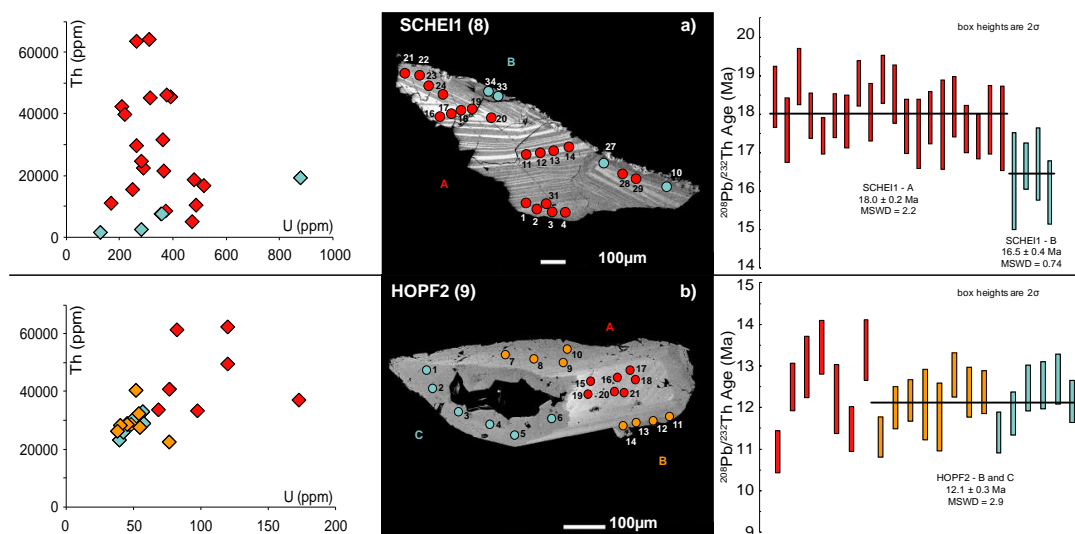 60000
40000
20000
0
Th (ppm)
U (ppm)
0 200 400 600 800 1000
SCHEI1 (8)
a)
21 22
23
24
B
34
33
16 17 18 19
20
27
11 12 13 14
28
29
10
A
31
1 2 3 4
100µm
20
19
18
17
16
15
14
208Pb/232Th Age (Ma)
box heights are 2σ
SCHEI1 - A
18.0 ± 0.2 Ma
MSWD = 2.2
SCHEI1 - B
16.5 ± 0.4 Ma
MSWD = 0.74
60000
40000
20000
0
Th (ppm)
U (ppm)
0 50 100 150 200
HOPF2 (9)
b)
A
10
7
8
9
1
2
3
4
5
6
15
16
17
18
19
20
21
C
11
12
13
14
B
100µm
15
14
13
12
11
10
9
208Pb/232Th Age (Ma)
box heights are 2σ
HOPF2 - B and C
12.1 ± 0.3 Ma
MSWD = 2.9